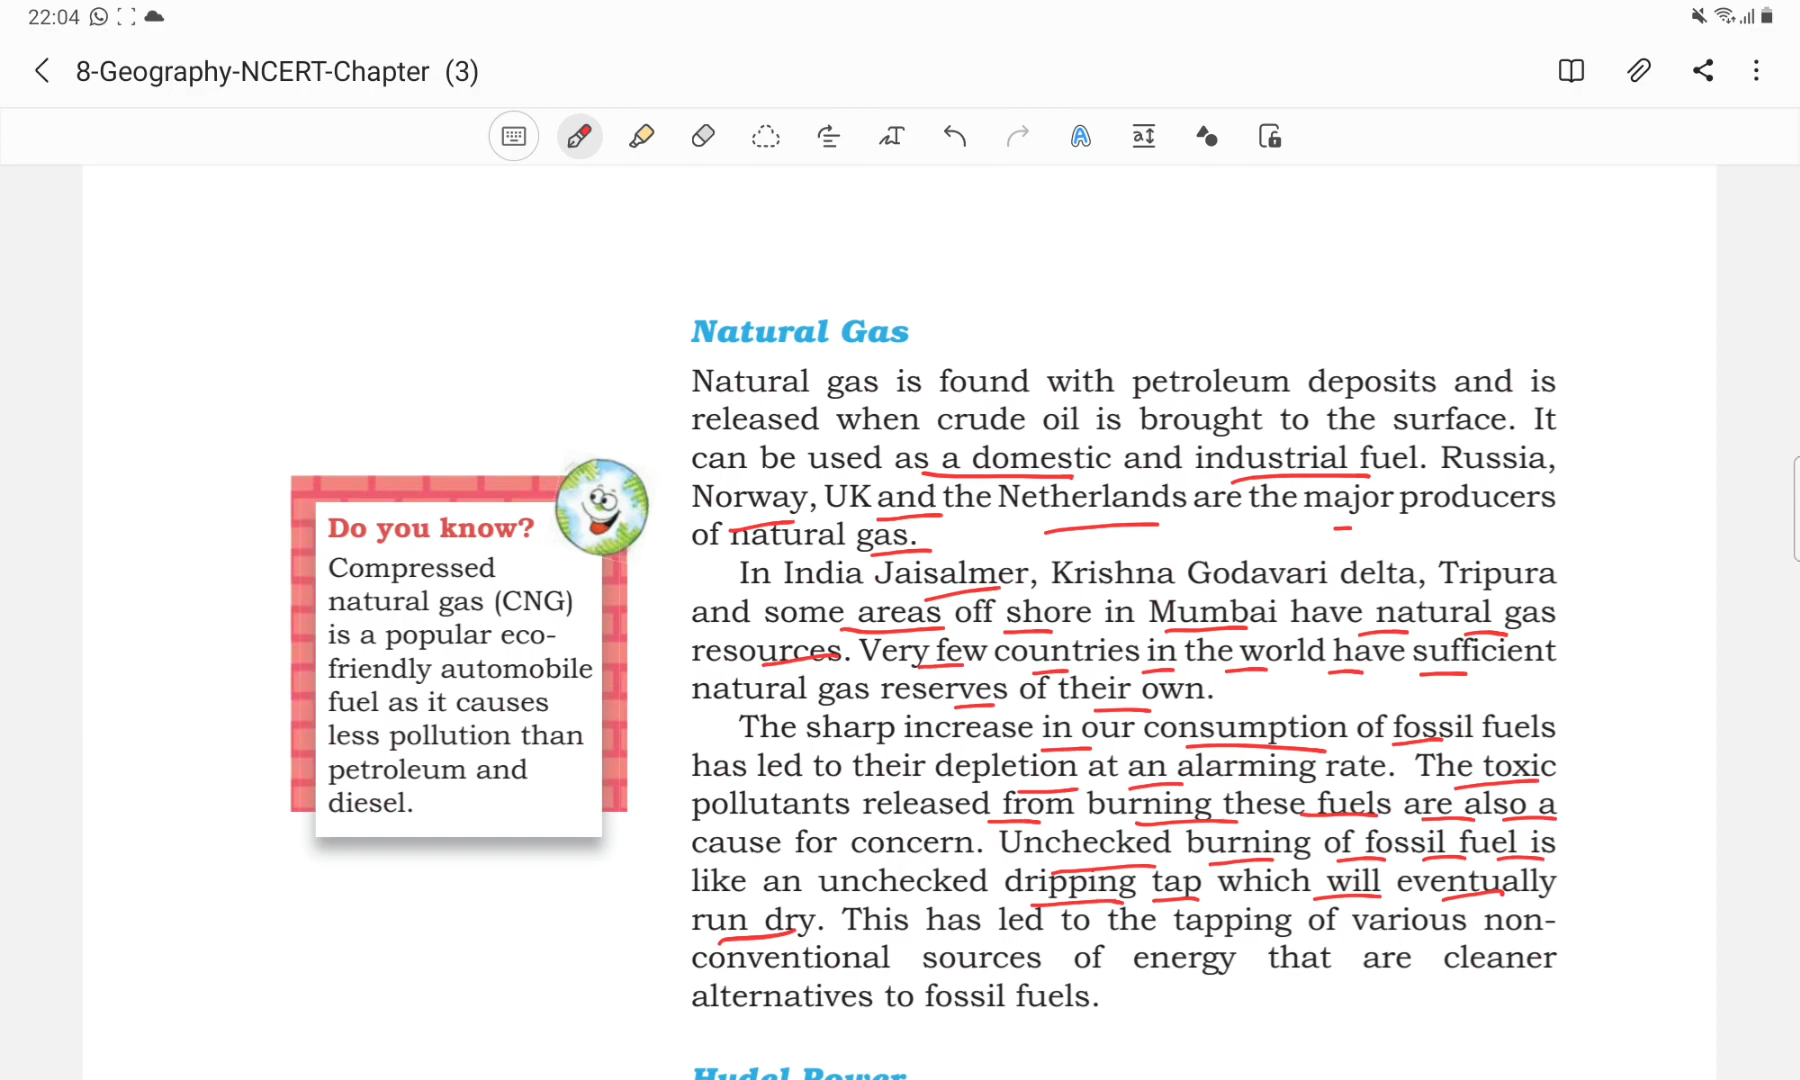 22:04
8-Geography-NCERT-Chapter (3)
Natural Gas
Natural gas is found with petroleum deposits and is
released when crude oil is brought to the surface. It
can be used as a domestic and industrial fuel. Russia,
Norway, UK and the Netherlands are the major producers
of natural gas.
In India Jaisalmer, Krishna Godavari delta, Tripura
and some areas off shore in Mumbai have natural gas
resources. Very few countries in the world have sufficient
natural gas reserves of their own.
The sharp increase in our consumption of fossil fuels
has led to their depletion at an alarming rate. The toxic
pollutants released from burning these fuels are also a
cause for concern. Unchecked burning of fossil fuel is
like an unchecked dripping tap which will eventually
run dry. This has led to the tapping of various non-
conventional sources of energy that are cleaner
alternatives to fossil fuels.
Do you know?
Compressed
natural gas (CNG)
is a popular eco-
friendly automobile
fuel as it causes
less pollution than
petroleum and
diesel.
Hydel Power